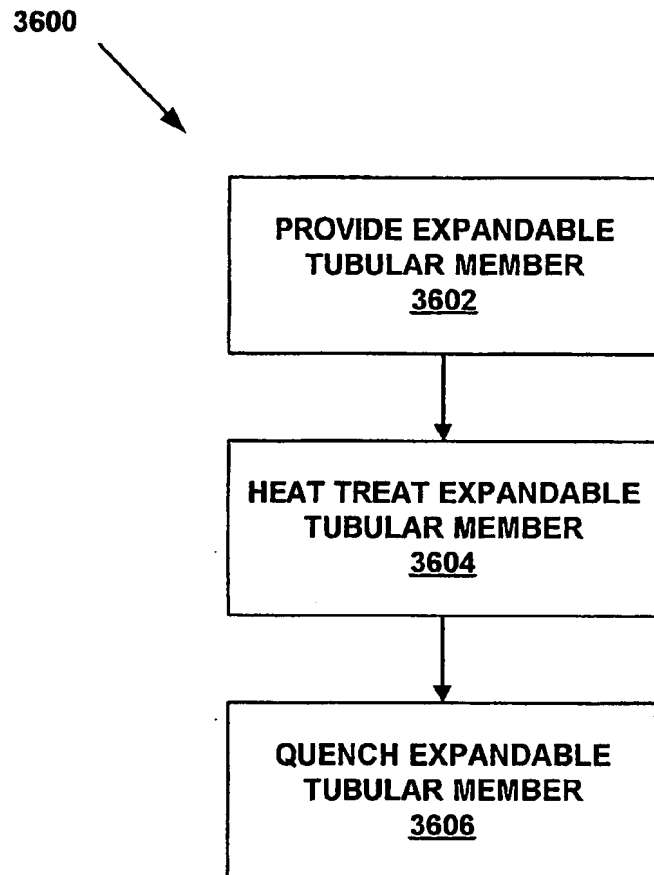 3600
PROVIDE EXPANDABLE
TUBULAR MEMBER
3602
HEAT TREAT EXPANDABLE
TUBULAR MEMBER
3604
QUENCH EXPANDABLE
TUBULAR MEMBER
3606